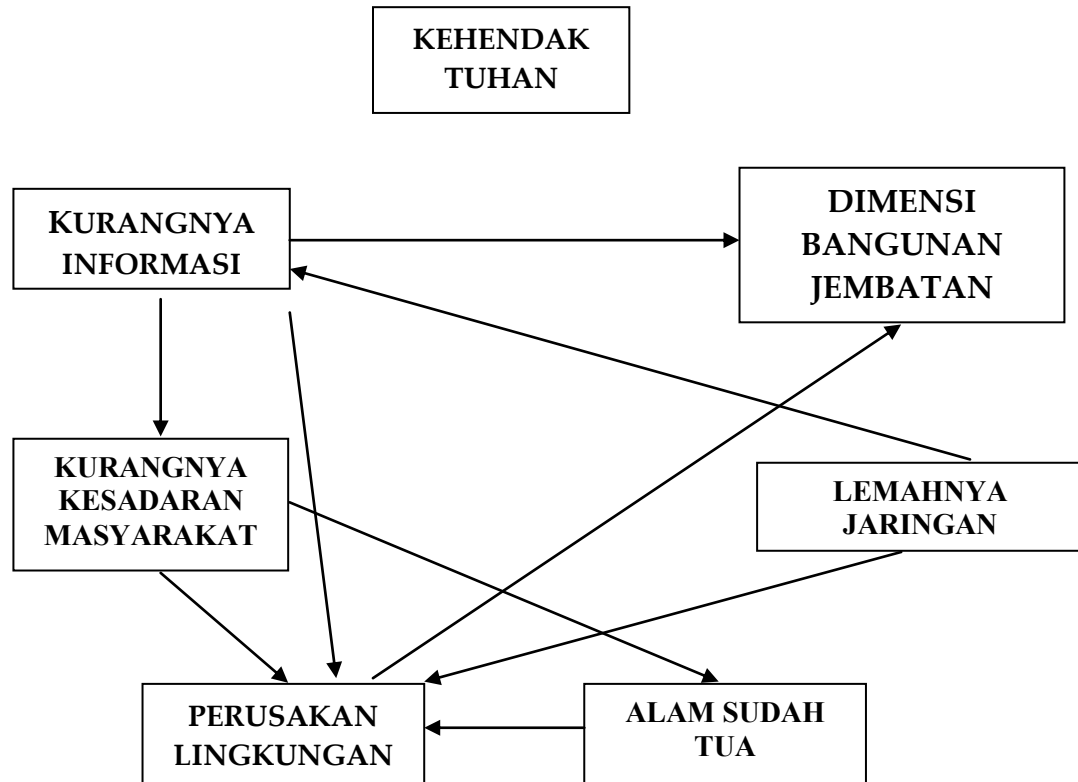 KEHENDAK
TUHAN
KURANGNYA
INFORMASI
DIMENSI
BANGUNAN
JEMBATAN
KURANGNYA
KESADARAN
MASYARAKAT
LEMAHNYA
JARINGAN
PERUSAKAN
LINGKUNGAN
ALAM SUDAH
TUA